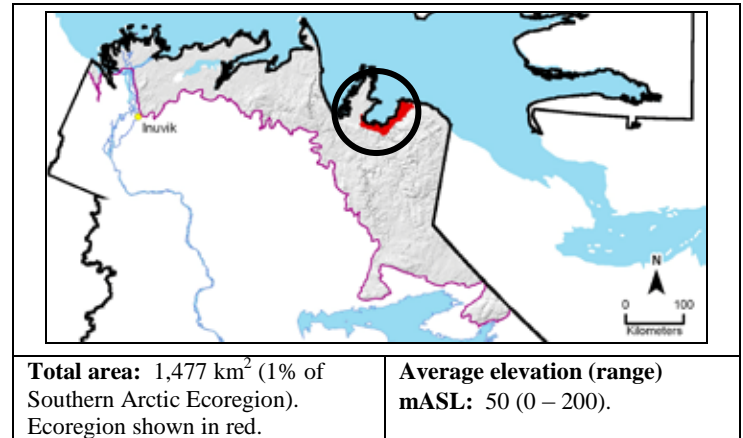 Inuvik
N
0 100
Kilometers
Total area: 1,477 km² (1% of
Southern Arctic Ecoregion).
Ecoregion shown in red.
Average elevation (range)
mASL: 50 (0 – 200).